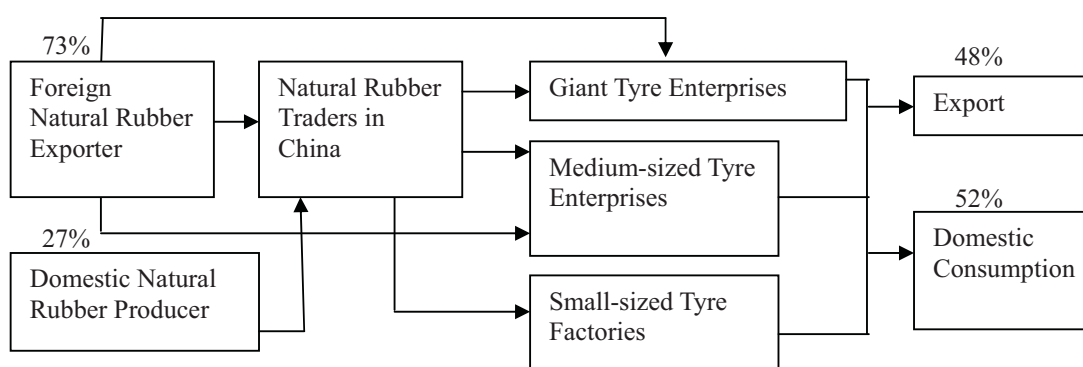 73%
Foreign
Natural Rubber
Exporter
27%
Domestic Natural
Rubber Producer
Natural Rubber
Traders in
China
Giant Tyre Enterprises
Medium-sized Tyre
Enterprises
Small-sized Tyre
Factories
48%
Export
52%
Domestic
Consumption